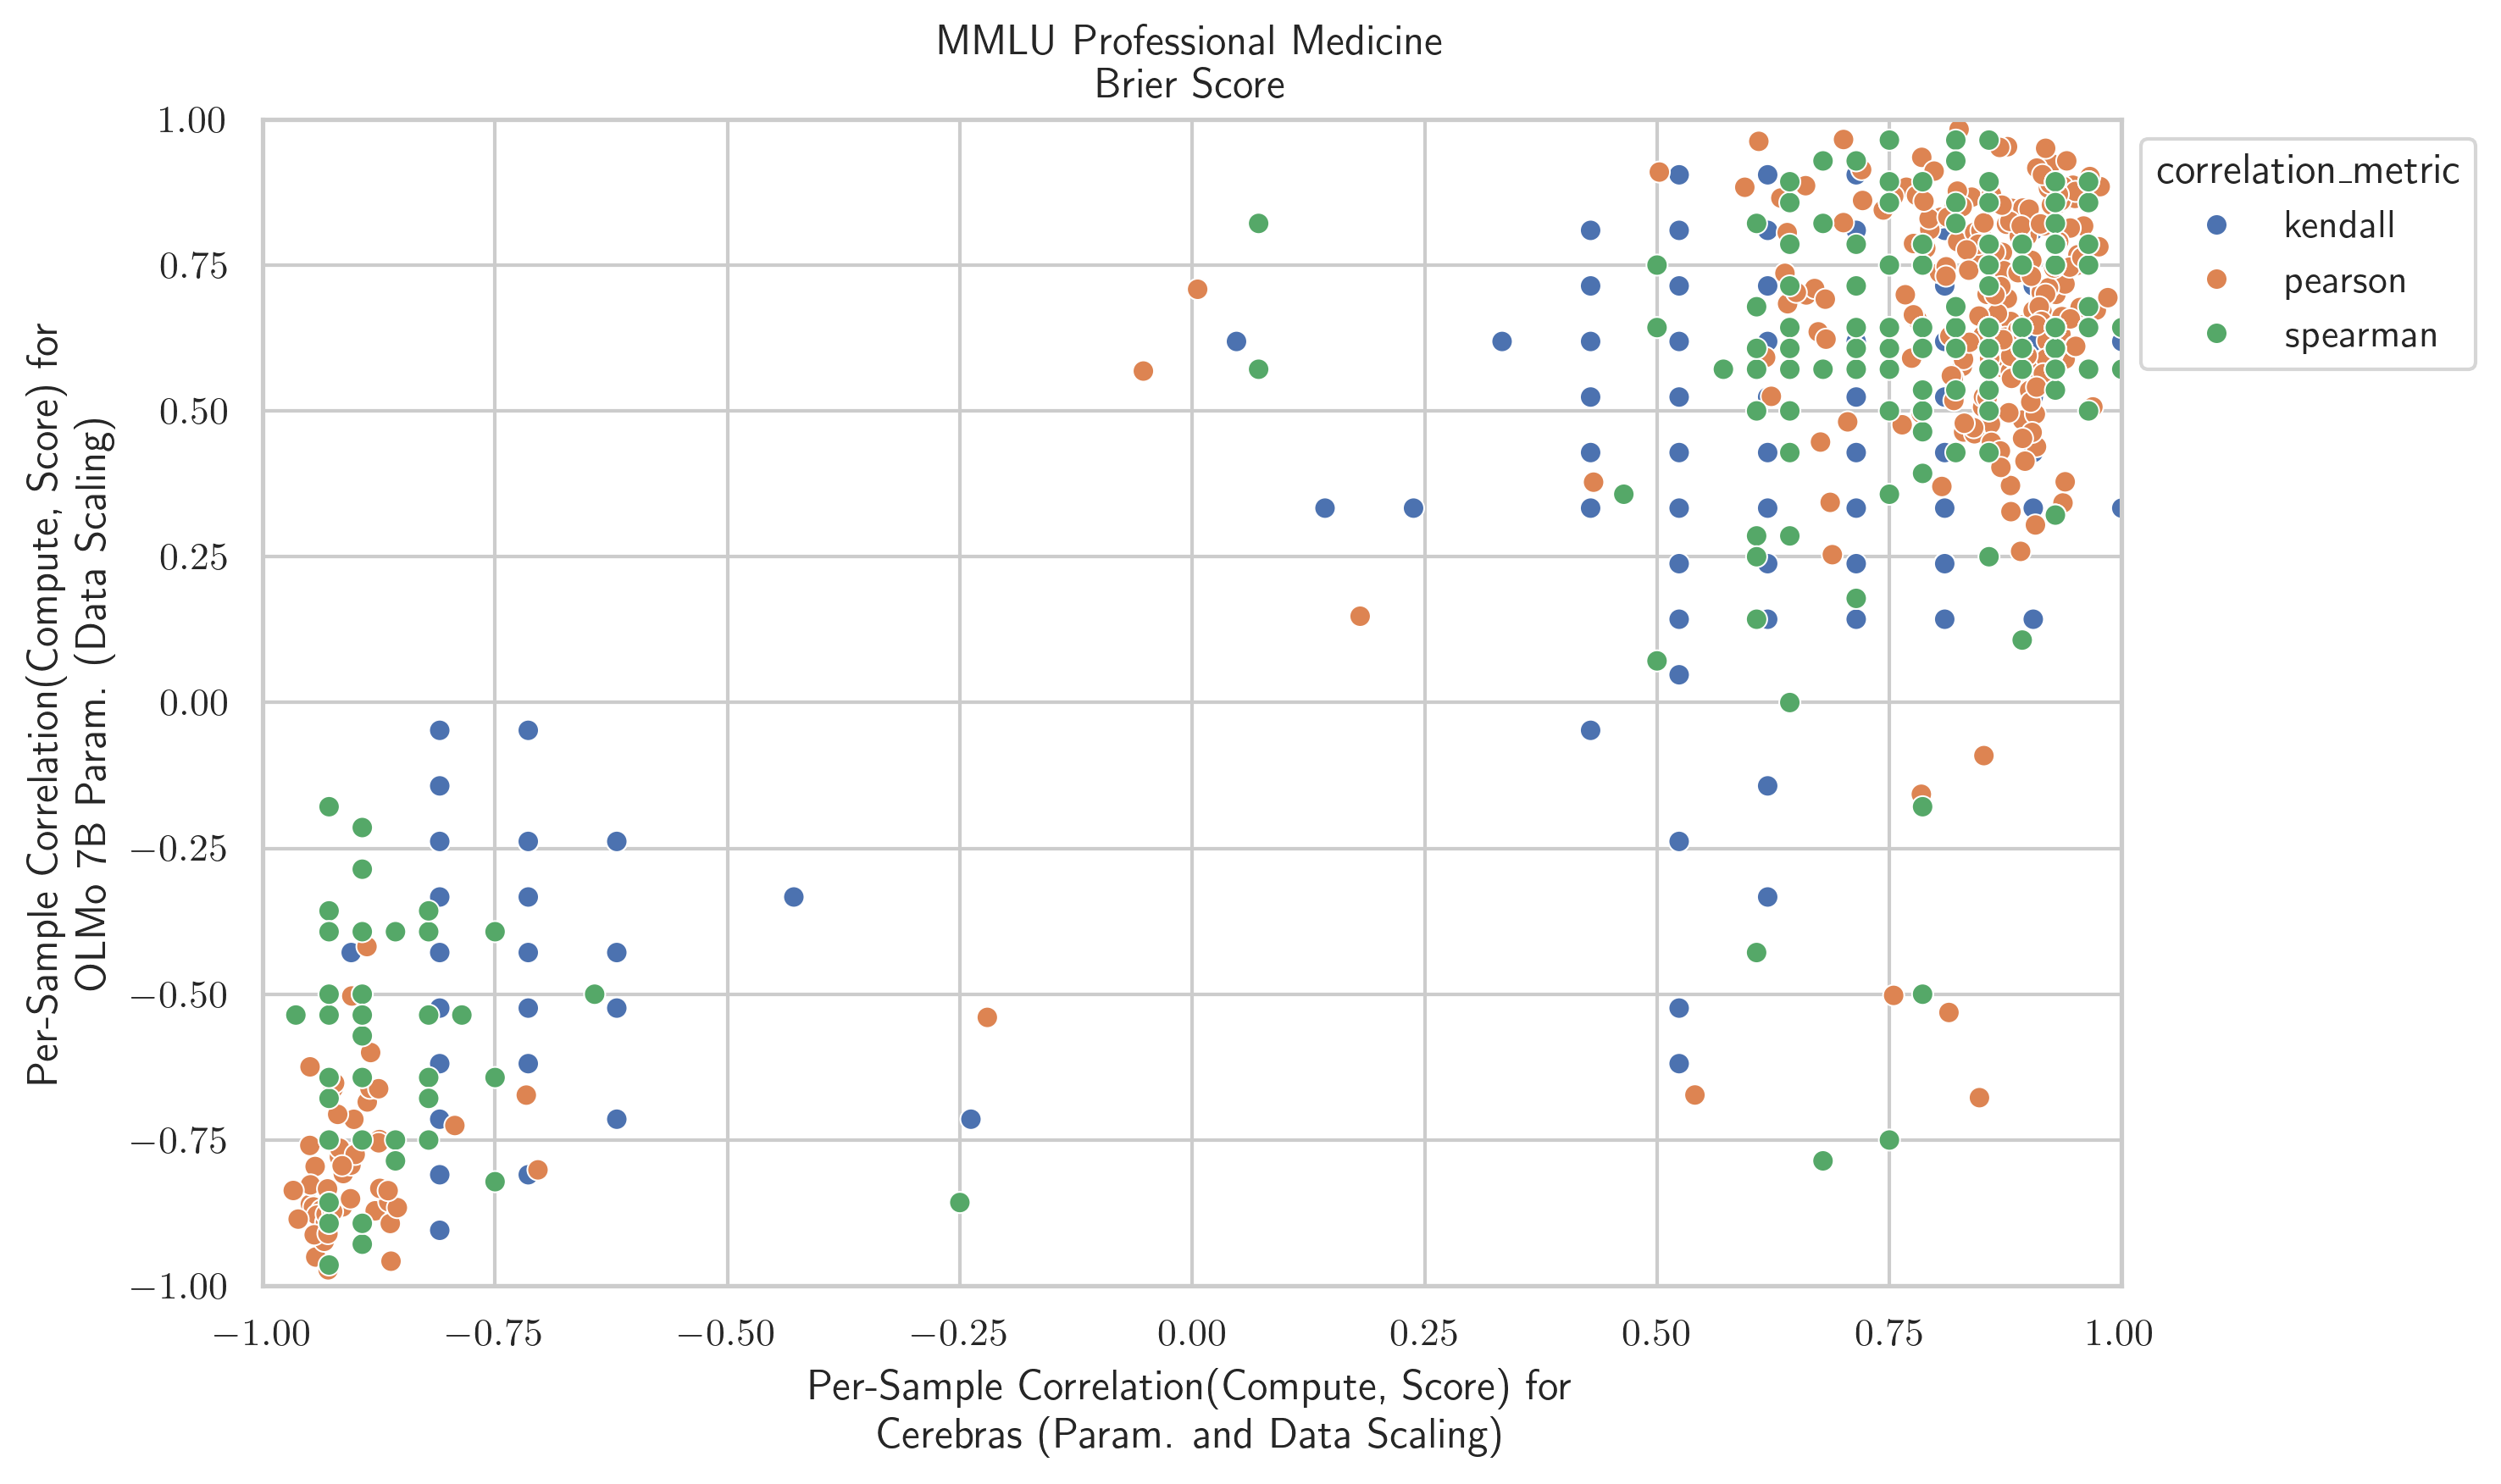 MMLU Professional Medicine
Brier Score
Per-Sample Correlation(Compute, Score) for
OLMo 7B Param. (Data Scaling)
1.00
0.75
0.50
0.25
0.00
−0.25
−0.50
−0.75
−1.00
−1.00 −0.75 −0.50 −0.25 0.00 0.25 0.50 0.75 1.00
Per-Sample Correlation(Compute, Score) for
Cerebras (Param. and Data Scaling)
correlation_metric
kendall
pearson
spearman